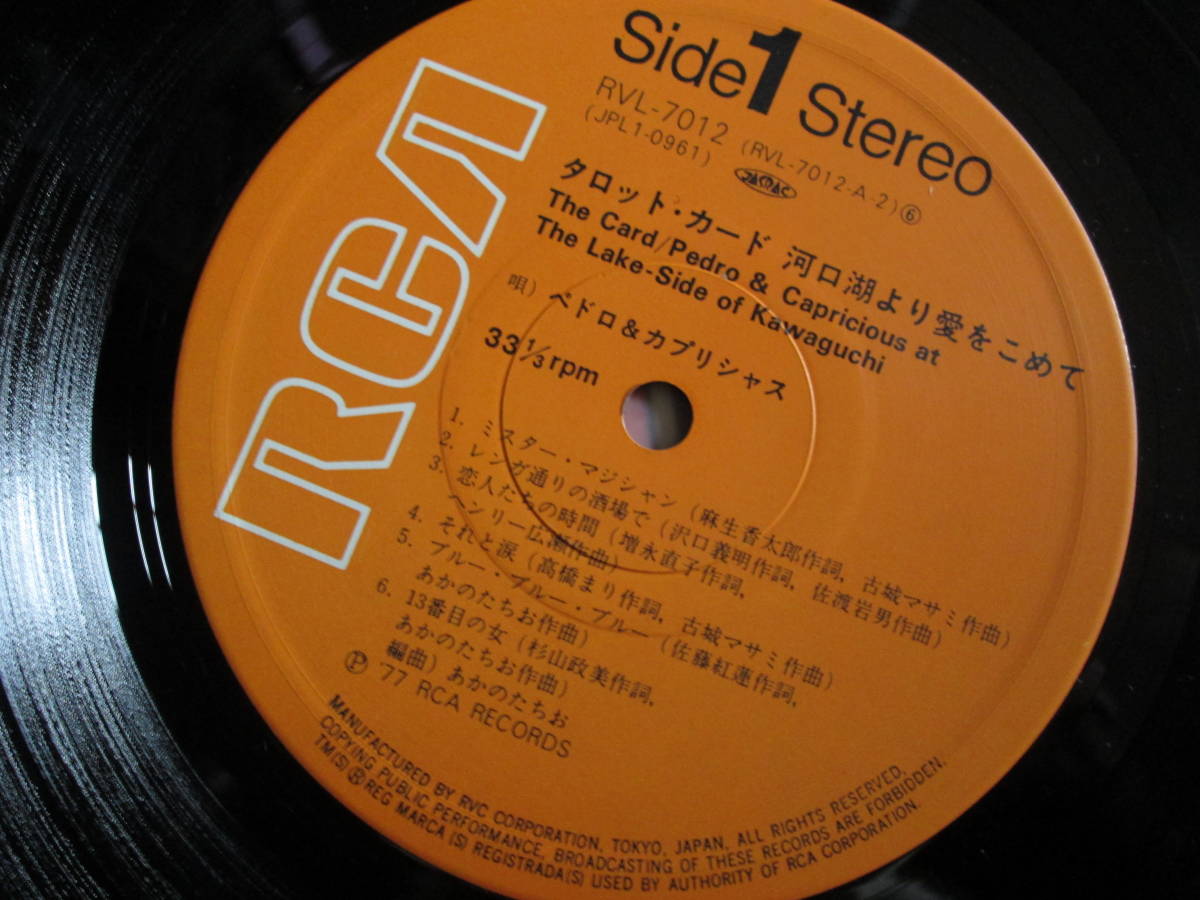 RCA
Side 1 Stereo
RVL-7012 (RVL-7012-A-2)⑥
(JPL1-0961)
JASRAC
タロット・カード 河口湖より愛をこめて
The Card/Pedro & Capricious at
The Lake-Side of Kawaguchi
唄) ペドロ&カプリシャス
33 1/3 rpm
1. ミスター・マジシャン (麻生香太郎作詞, 古城マサミ作曲)
2. レンガ通りの酒場で (沢口義明作詞, 佐渡岩男作曲)
3. 恋人たちの時間 (増永直子作詞,
ヘンリー広瀬作曲)
4. それと涙 (高橋まり作詞, 古城マサミ作曲)
5. ブルー・ブルー・ブルー (佐藤紅蓮作詞,
あかのたちお作曲)
6. 13番目の女 (杉山政美作詞,
あかのたちお作曲)
編曲) あかのたちお
Ⓟ '77 RCA RECORDS
MANUFACTURED BY RVC CORPORATION, TOKYO, JAPAN. ALL RIGHTS RESERVED.
COPYING PUBLIC PERFORMANCE, BROADCASTING OF THESE RECORDS ARE FORBIDDEN.
TM(S) ® REG MARCA (S) REGISTRADA(S) USED BY AUTHORITY OF RCA CORPORATION.